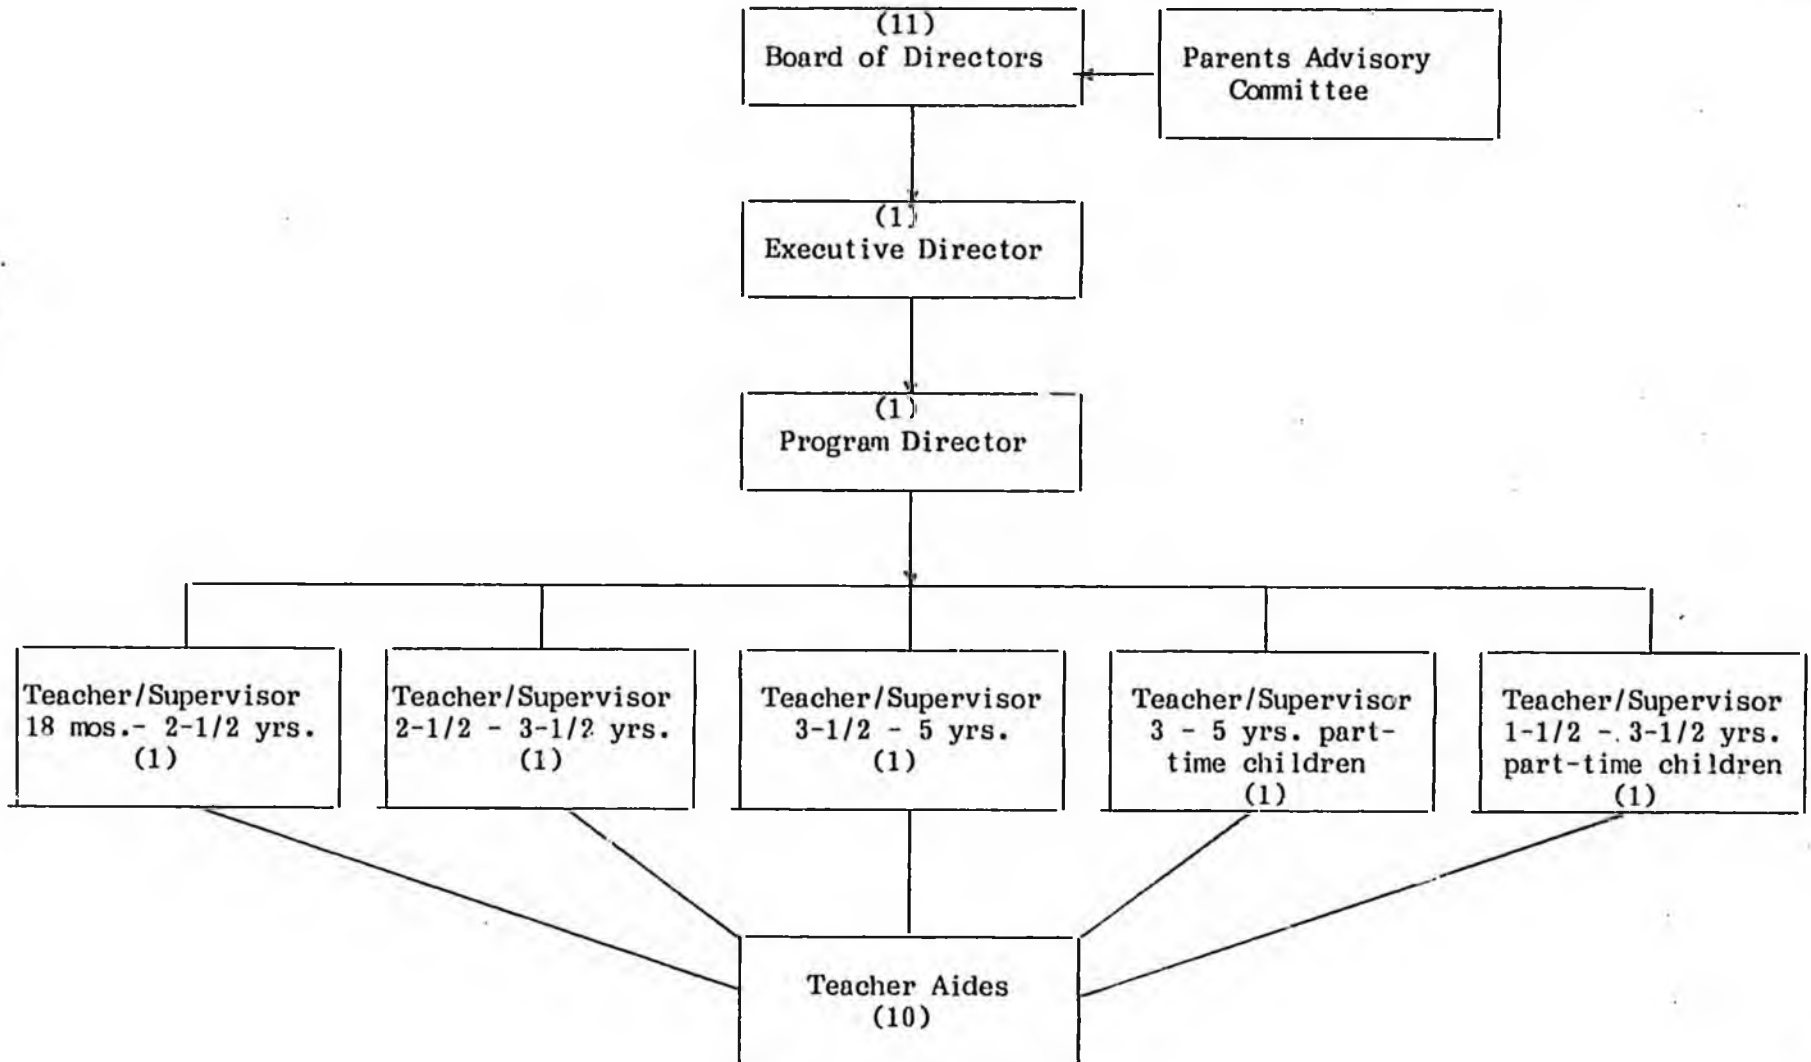 (11)
Board of Directors
Parents Advisory
Committee
(1)
Executive Director
(1)
Program Director
Teacher/Supervisor
18 mos.- 2-1/2 yrs.
(1)
Teacher/Supervisor
2-1/2 - 3-1/2 yrs.
(1)
Teacher/Supervisor
3-1/2 - 5 yrs.
(1)
Teacher/Supervisor
3 - 5 yrs. part-
time children
(1)
Teacher/Supervisor
1-1/2 - 3-1/2 yrs.
part-time children
(1)
Teacher Aides
(10)